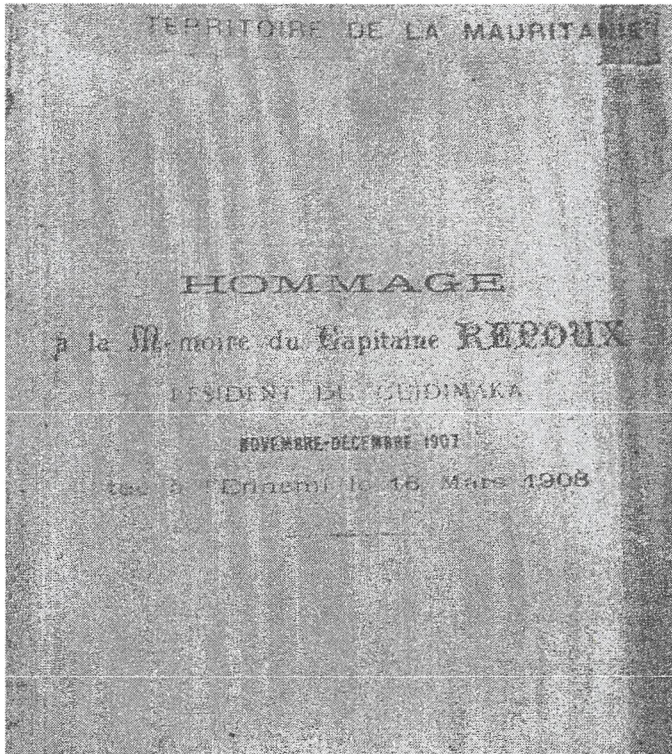 TERRITOIRE DE LA MAURITANIE
HOMMAGE
à la Mémoire du Capitaine REPOUX
RÉSIDENT DU GUIDIMAKA
NOVEMBRE-DÉCEMBRE 1907
tué à l'Ennemi le 16 Mars 1908